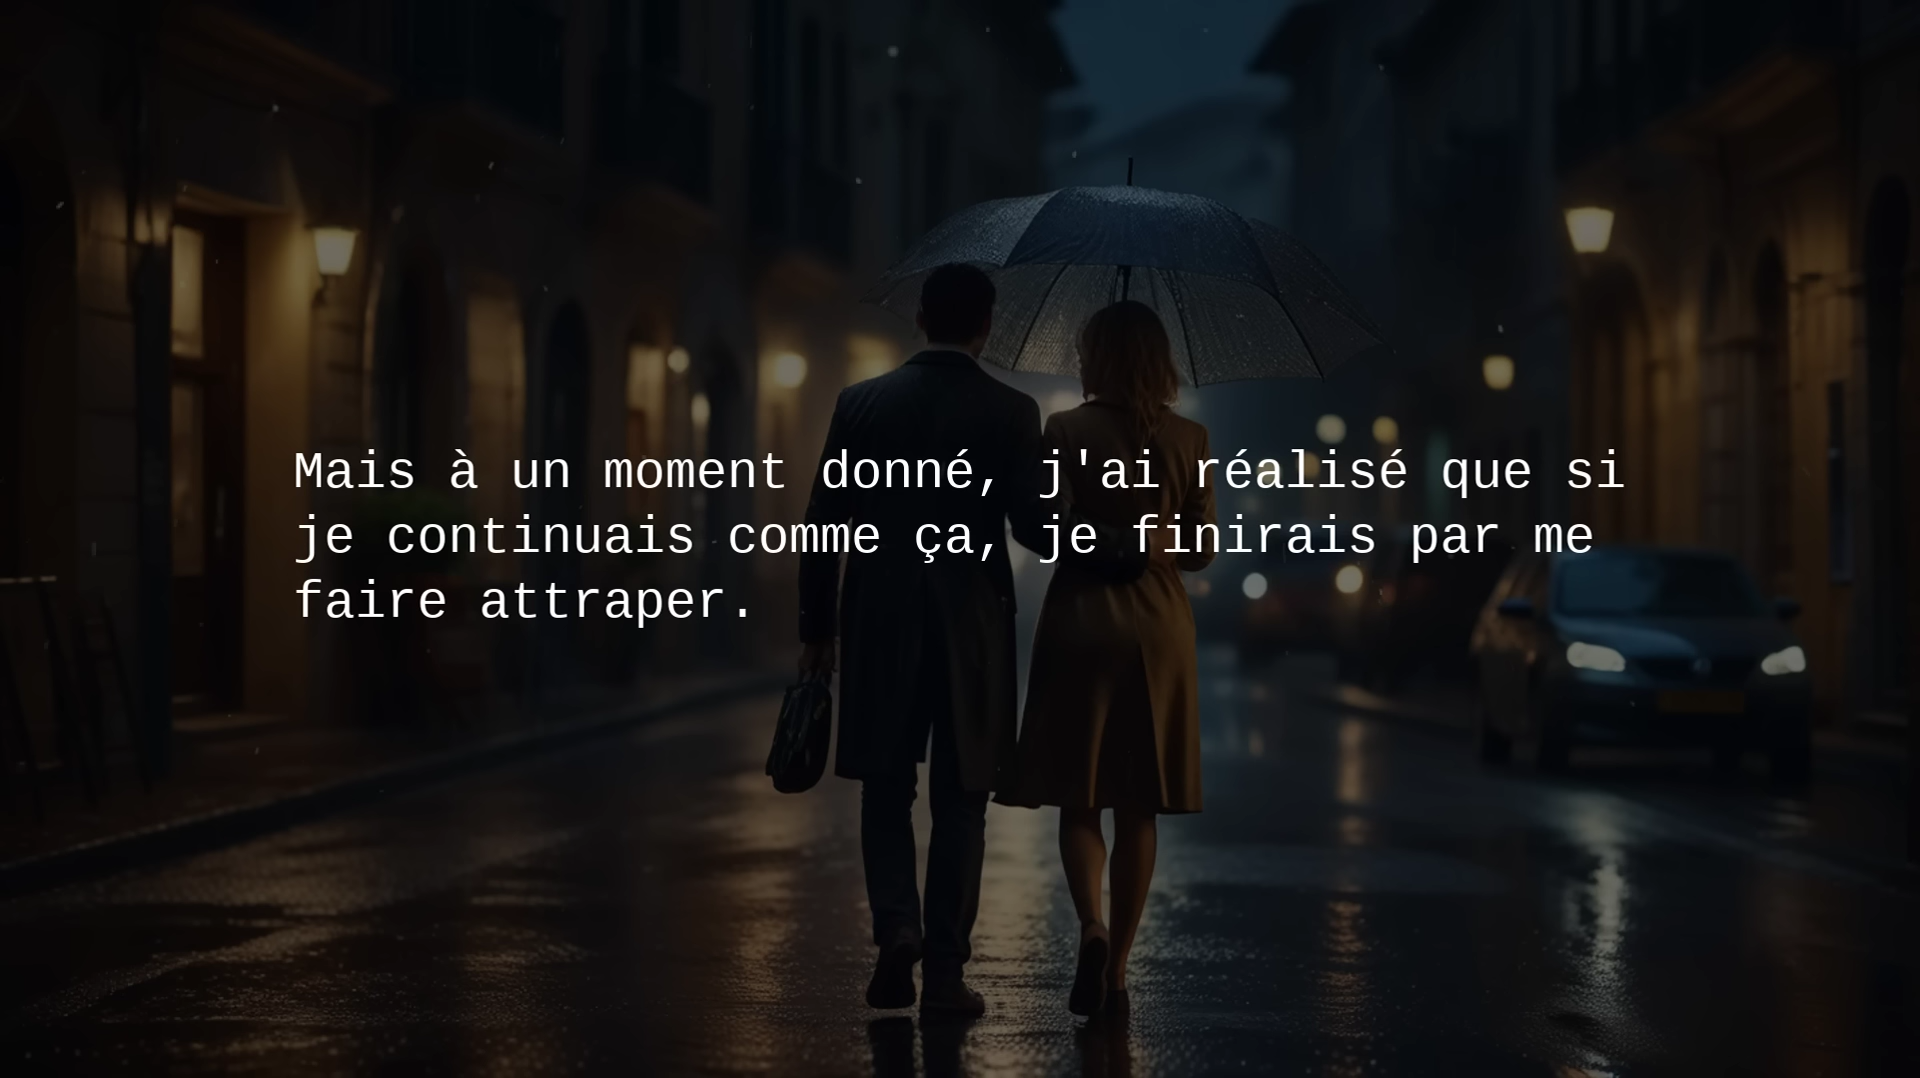 Mais à un moment donné, j'ai réalisé que si
je continuais comme ça, je finirais par me
faire attraper.